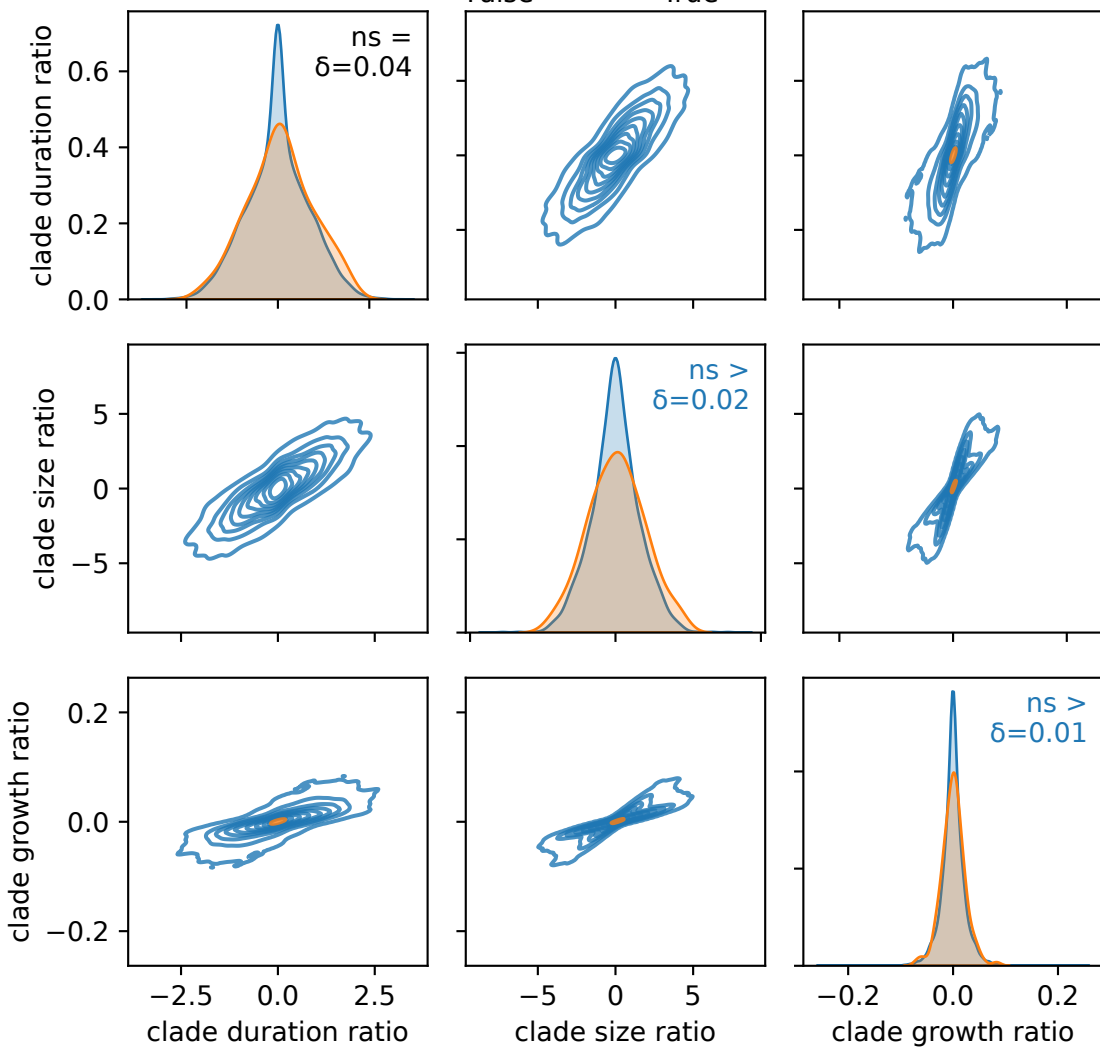 clade duration ratio
0.6
0.4
0.2
0.0
ns =
δ=0.04
clade size ratio
5
0
−5
ns >
δ=0.02
clade growth ratio
0.2
0.0
−0.2
ns >
δ=0.01
−2.5 0.0 2.5
−5 0 5
−0.2 0.0 0.2
clade duration ratio
clade size ratio
clade growth ratio